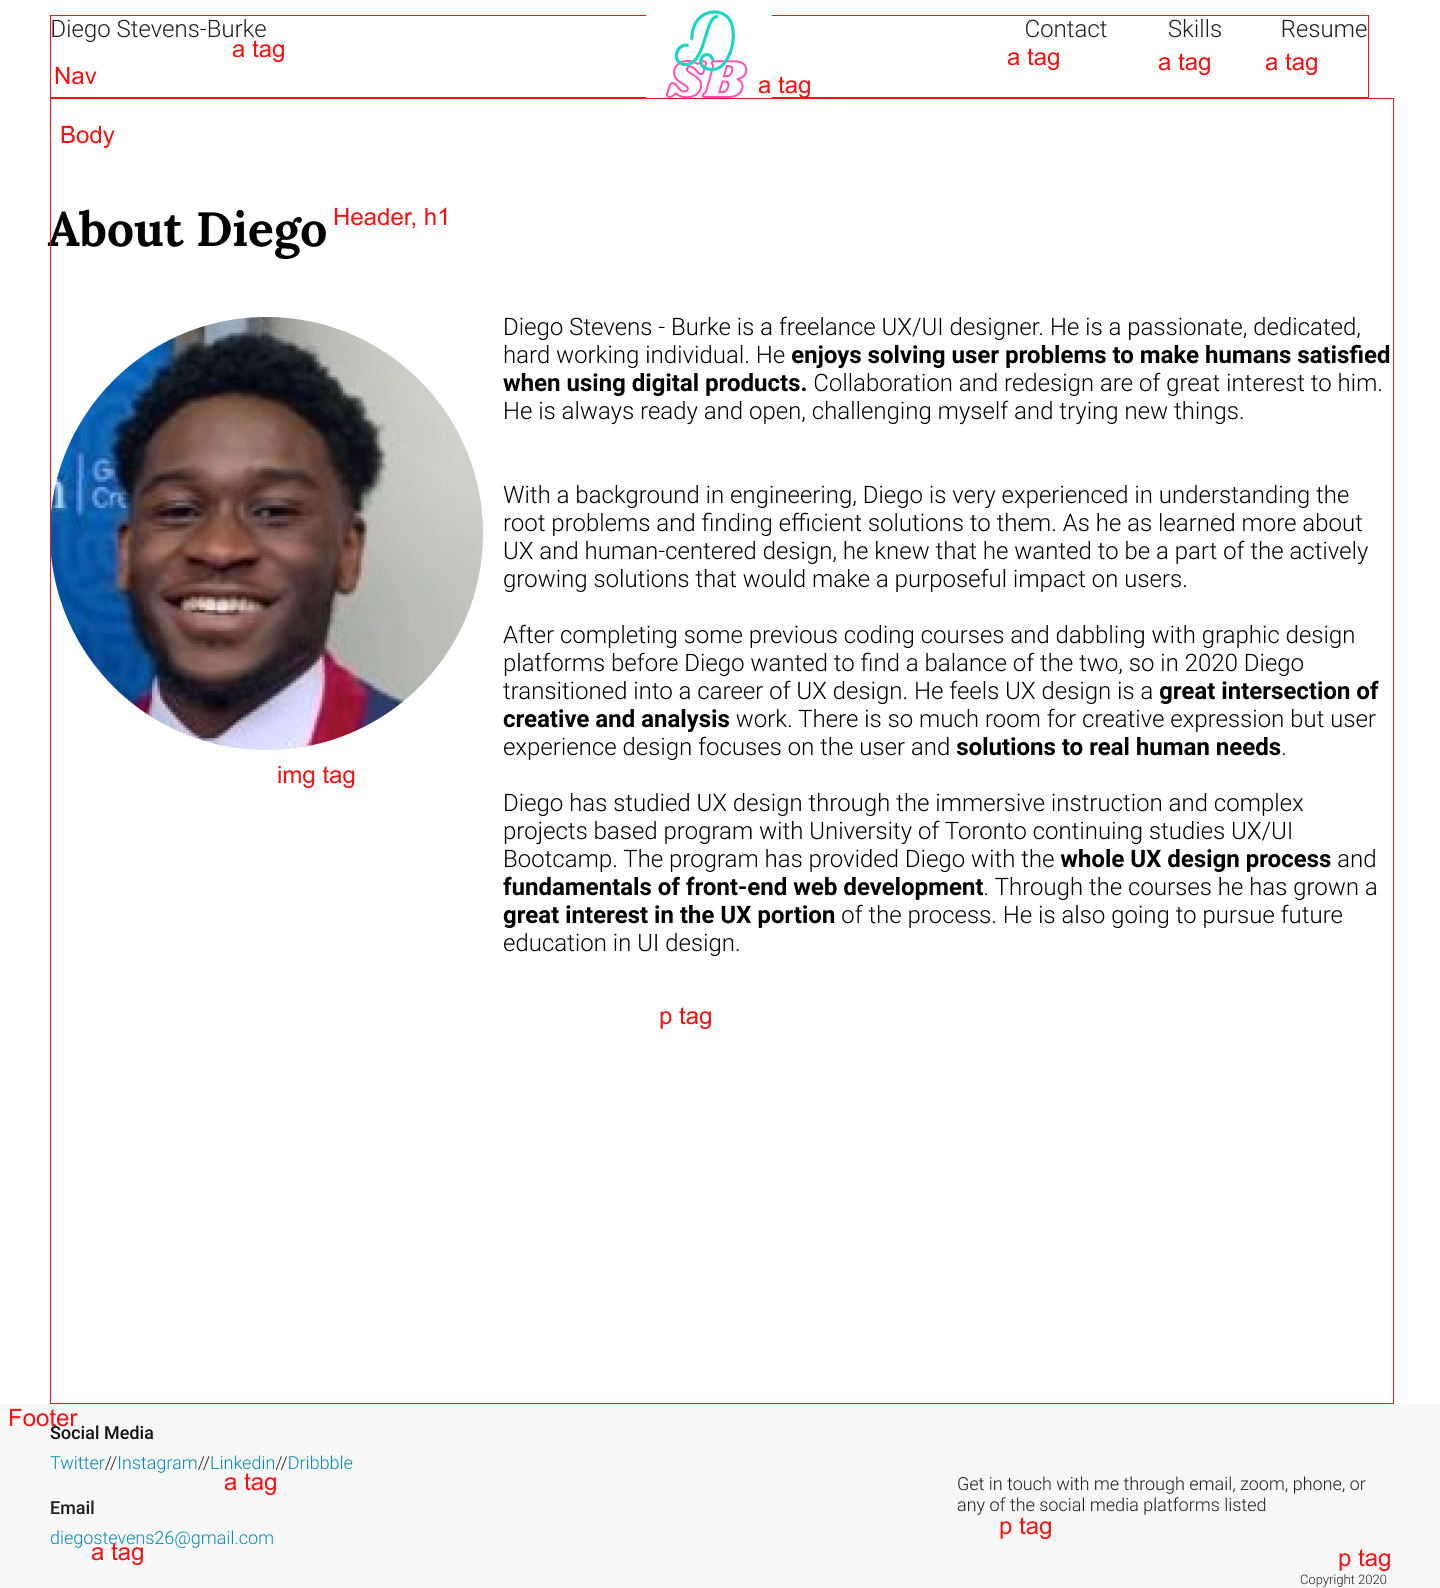 Diego Stevens-Burke
a tag
Nav
D
SB
a tag
Contact
a tag
Skills
a tag
Resume
a tag
Body
About Diego
Header, h1
G
Cre
img tag
Diego Stevens - Burke is a freelance UX/UI designer. He is a passionate, dedicated,
hard working individual. He enjoys solving user problems to make humans satisfied
when using digital products. Collaboration and redesign are of great interest to him.
He is always ready and open, challenging myself and trying new things.
With a background in engineering, Diego is very experienced in understanding the
root problems and finding efficient solutions to them. As he as learned more about
UX and human-centered design, he knew that he wanted to be a part of the actively
growing solutions that would make a purposeful impact on users.
After completing some previous coding courses and dabbling with graphic design
platforms before Diego wanted to find a balance of the two, so in 2020 Diego
transitioned into a career of UX design. He feels UX design is a great intersection of
creative and analysis work. There is so much room for creative expression but user
experience design focuses on the user and solutions to real human needs.
Diego has studied UX design through the immersive instruction and complex
projects based program with University of Toronto continuing studies UX/UI
Bootcamp. The program has provided Diego with the whole UX design process and
fundamentals of front-end web development. Through the courses he has grown a
great interest in the UX portion of the process. He is also going to pursue future
education in UI design.
p tag
Footer
Social Media
Twitter//Instagram//Linkedin//Dribbble
a tag
Email
diegostevens26@gmail.com
a tag
Get in touch with me through email, zoom, phone, or
any of the social media platforms listed
p tag
p tag
Copyright 2020